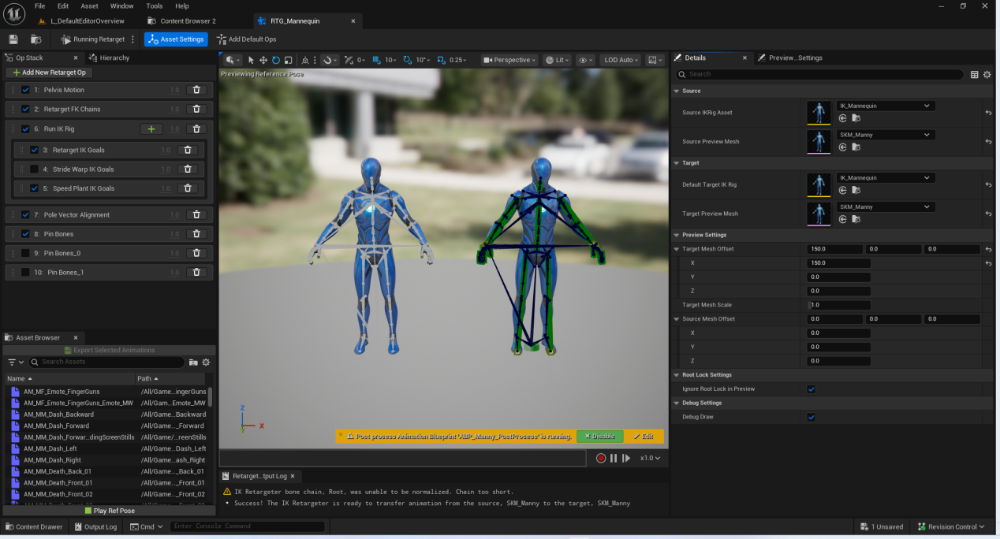 File Edit Asset Window Tools Help
L_DefaultEditorOverview Content Browser 2 RTG_Mannequin
Running Retarget Asset Settings Add Default Ops
Op Stack Hierarchy
Add New Retarget Op
1: Pelvis Motion 1.0
2: Retarget FK Chains 1.0
6: Run IK Rig 1.0
3: Retarget IK Goals 1.0
4: Stride Warp IK Goals 1.0
5: Speed Plant IK Goals 1.0
7: Pole Vector Alignment 1.0
8: Pin Bones 1.0
9: Pin Bones_0 1.0
10: Pin Bones_1 1.0
Asset Browser
Export Selected Animations
Search Assets
Name Path
AM_MF_Emote_FingerGuns /All/Game...ingerGuns
AM_MF_Emote_FingerGuns_Emote_MW /All/Gam...Emote_MW
AM_MM_Dash_Backward /All/Game...Backward
AM_MM_Dash_Forward /All/Game..._Forward
AM_MM_Dash_Forwar..dingScreenStills /All/Game/...reenStills
AM_MM_Dash_Left /All/Gam...Dash_Left
AM_MM_Dash_Right /All/Game...ash_Right
AM_MM_Death_Back_01 /All/Game..._Back_01
AM_MM_Death_Front_01 /All/Gam..._Front_01
AM_MM_Death_Front_02 /All/Gam..._Front_02
Play Ref Pose
0 10 10° 0.25 Perspective Lit LOD Auto
Previewing Reference Pose
Z
X
Y
Post process Animation Blueprint 'ABP_Manny_PostProcess' is running. Disable Edit
x1.0
Retarget...tput Log
IK Retargeter bone chain, Root, was unable to be normalized. Chain too short.
• Success! The IK Retargeter is ready to transfer animation from the source, SKM_Manny to the target, SKM_Manny
Details Preview...Settings
Search
Source
Source IKRig Asset IK_Mannequin
Source Preview Mesh SKM_Manny
Target
Default Target IK Rig IK_Mannequin
Target Preview Mesh SKM_Manny
Preview Settings
Target Mesh Offset 150.0 0.0 0.0
X 150.0
Y 0.0
Z 0.0
Target Mesh Scale 1.0
Source Mesh Offset 0.0 0.0 0.0
X 0.0
Y 0.0
Z 0.0
Root Lock Settings
Ignore Root Lock in Preview
Debug Settings
Debug Draw
Content Drawer Output Log Cmd Enter Console Command 1 Unsaved Revision Control